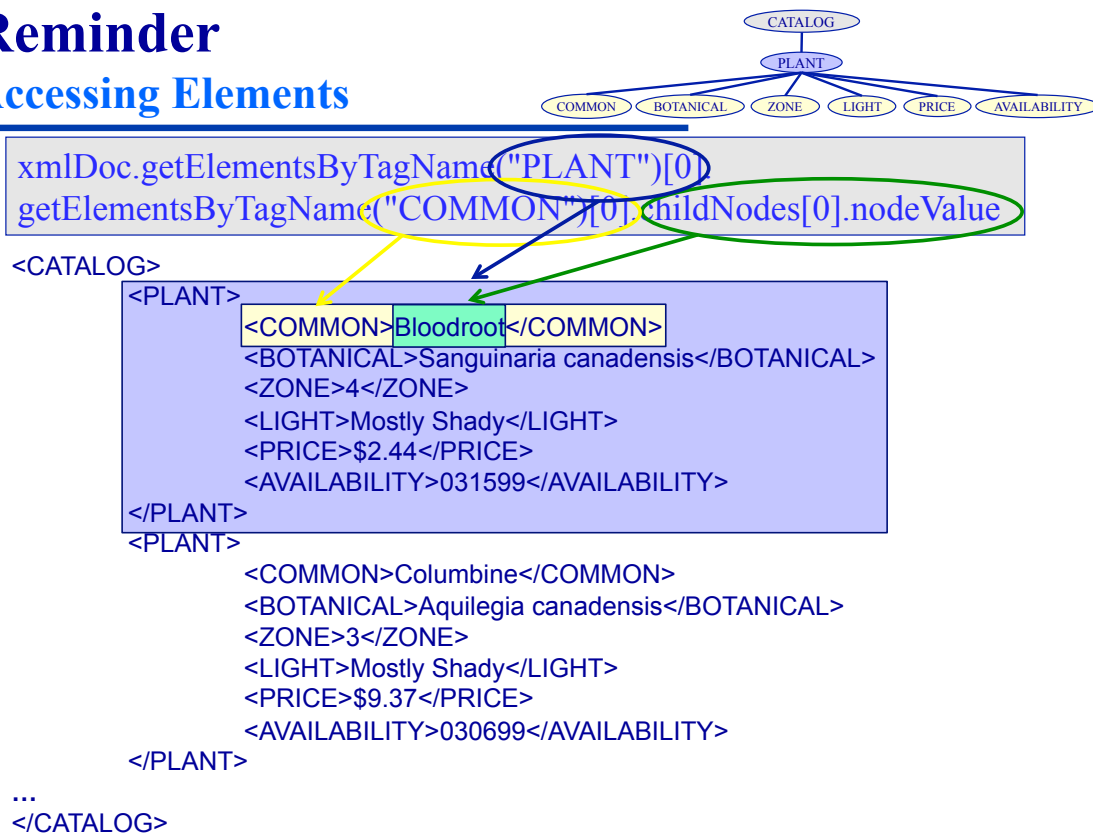 Reminder
Accessing Elements
CATALOG
PLANT
COMMON BOTANICAL ZONE LIGHT PRICE AVAILABILITY
xmlDoc.getElementsByTagName("PLANT")[0].
getElementsByTagName("COMMON")[0].childNodes[0].nodeValue
<CATALOG>
<PLANT>
<COMMON>Bloodroot</COMMON>
<BOTANICAL>Sanguinaria canadensis</BOTANICAL>
<ZONE>4</ZONE>
<LIGHT>Mostly Shady</LIGHT>
<PRICE>$2.44</PRICE>
<AVAILABILITY>031599</AVAILABILITY>
</PLANT>
<PLANT>
<COMMON>Columbine</COMMON>
<BOTANICAL>Aquilegia canadensis</BOTANICAL>
<ZONE>3</ZONE>
<LIGHT>Mostly Shady</LIGHT>
<PRICE>$9.37</PRICE>
<AVAILABILITY>030699</AVAILABILITY>
</PLANT>
...
</CATALOG>